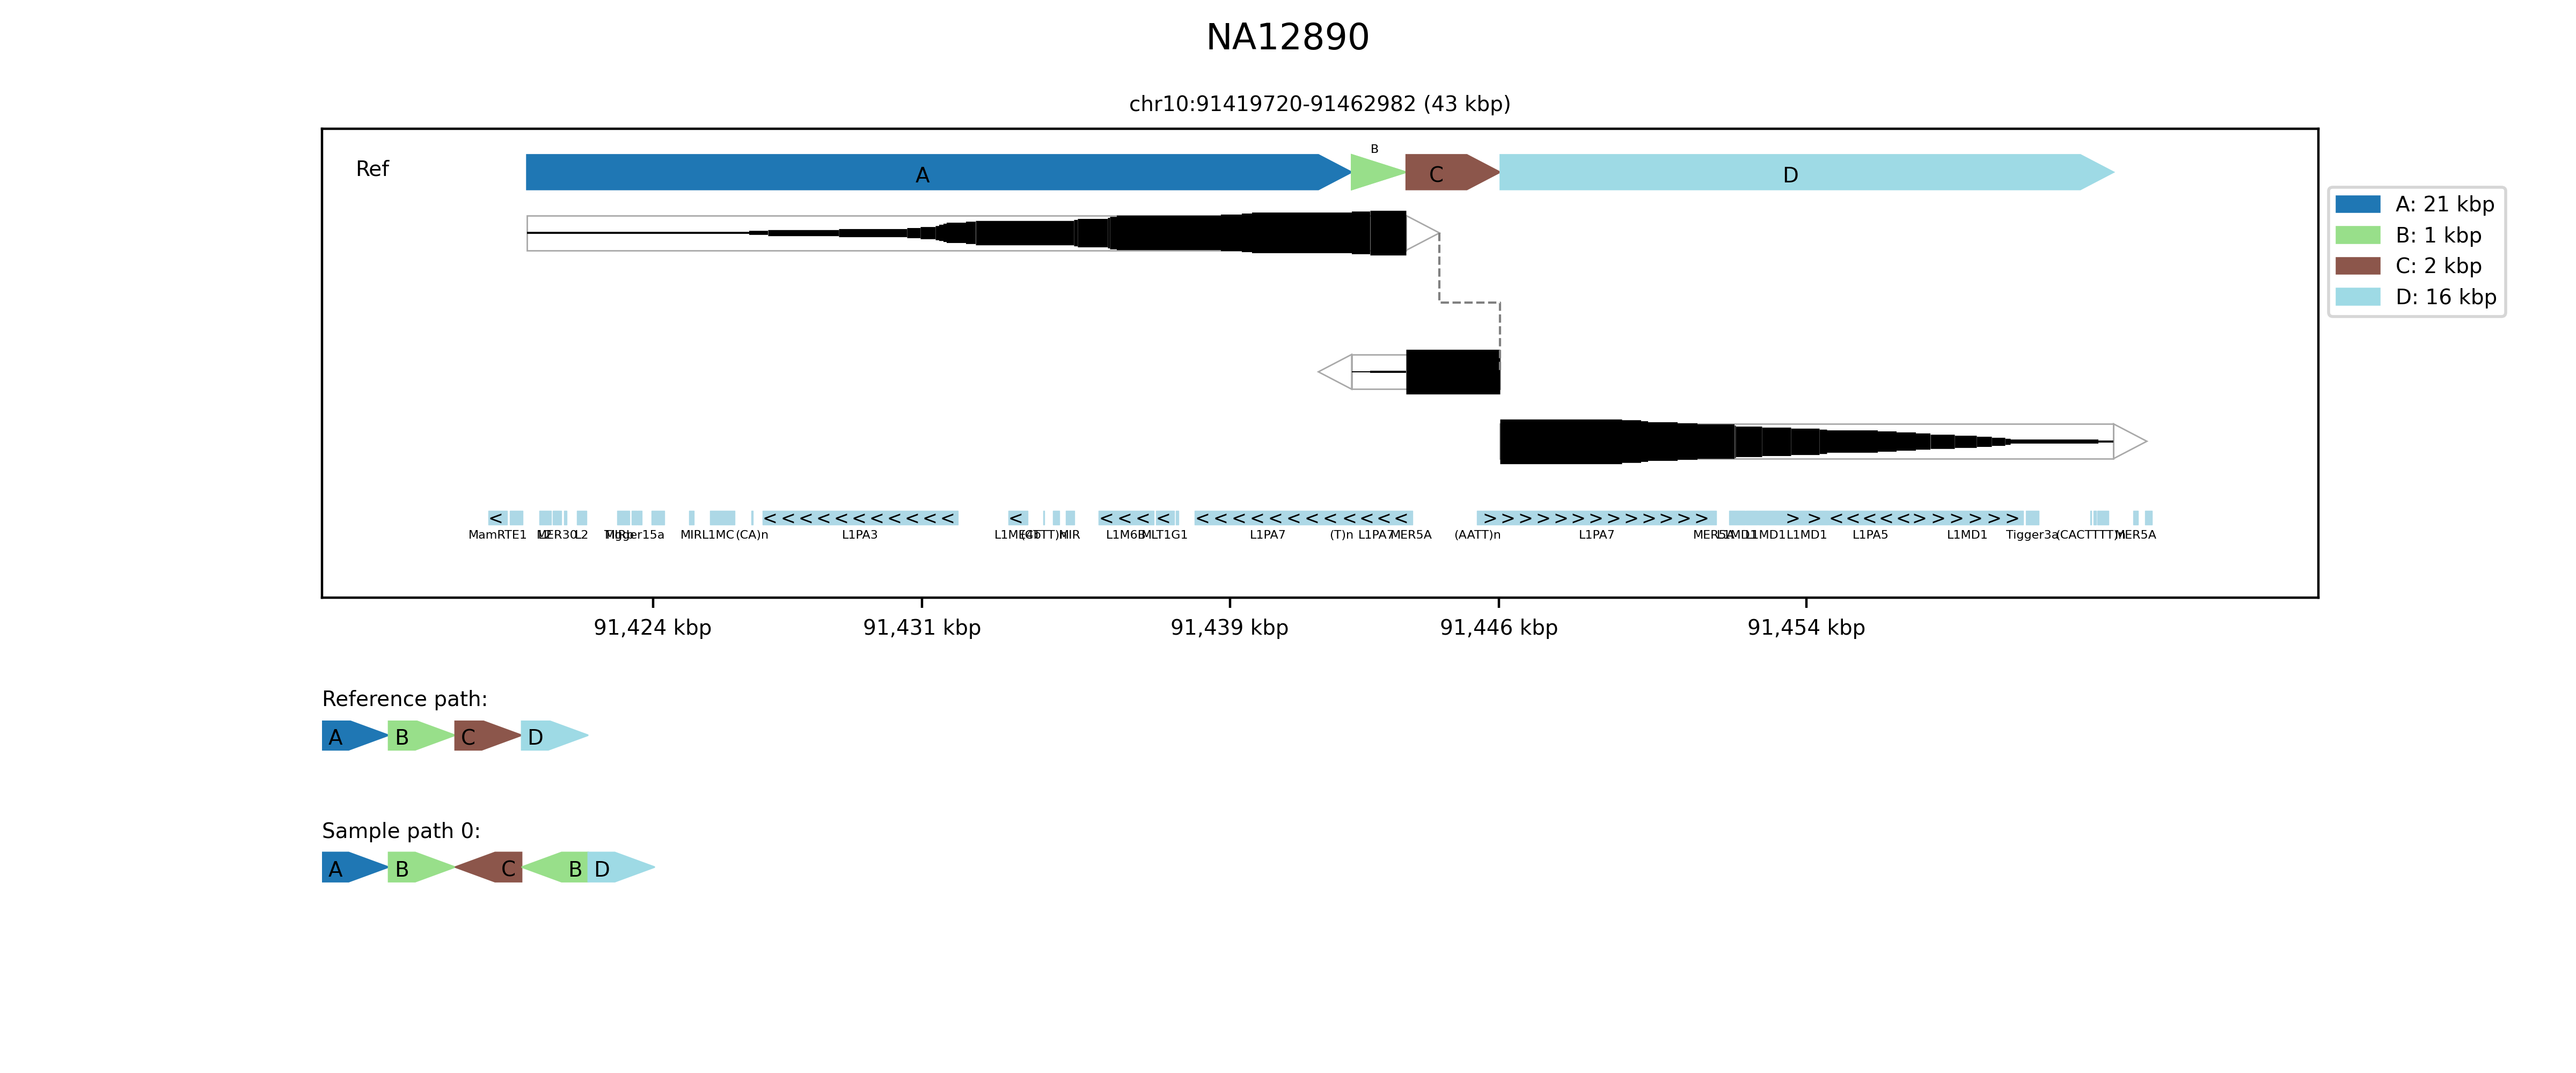 NA12890
chr10:91419720-91462982 (43 kbp)
Ref
A
B
C
D
A: 21 kbp
B: 1 kbp
C: 2 kbp
D: 16 kbp
< < < < < < < < < < < < < < < < < < < < < < < < < < < < > > > > > > > > > > > > > > > < < < < < > > > > > >
MamRTE1 MER30 L2 Tigger15a MIR L1MC (CA)n L1PA3 MIR L1M6B MLT1G1 L1PA7 (T)n L1PA7 MER5A (AATT)n L1PA7 MER5A L1MD1 L1MD1 L1PA5 L1MD1 Tigger3a (CACTTTT)n MER5A
91,424 kbp 91,431 kbp 91,439 kbp 91,446 kbp 91,454 kbp
Reference path:
A B C D
Sample path 0:
A B C B D